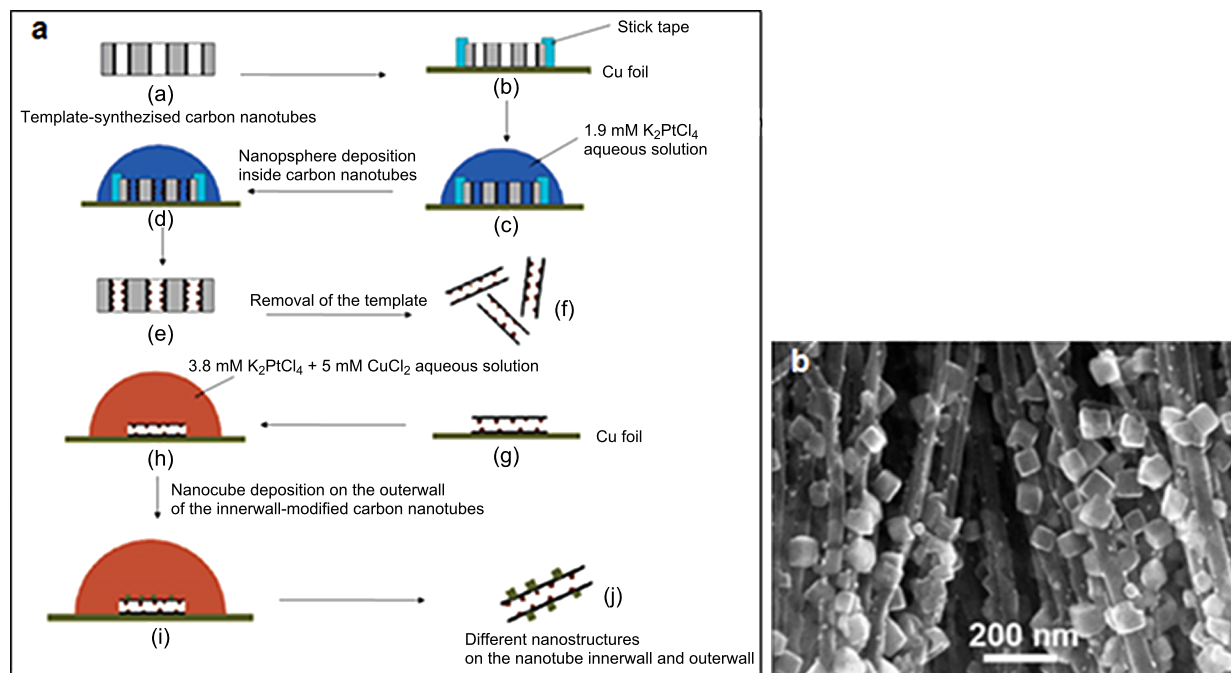 a
Stick tape
Cu foil
(a)
(b)
Template-synthezised carbon nanotubes
1.9 mM K₂PtCl₄
aqueous solution
Nanopsphere deposition
inside carbon nanotubes
(d)
(c)
Removal of the template
(e)
(f)
3.8 mM K₂PtCl₄ + 5 mM CuCl₂ aqueous solution
Cu foil
(h)
(g)
Nanocube deposition on the outerwall
of the innerwall-modified carbon nanotubes
(i)
(j)
Different nanostructures
on the nanotube innerwall and outerwall
b
200 nm